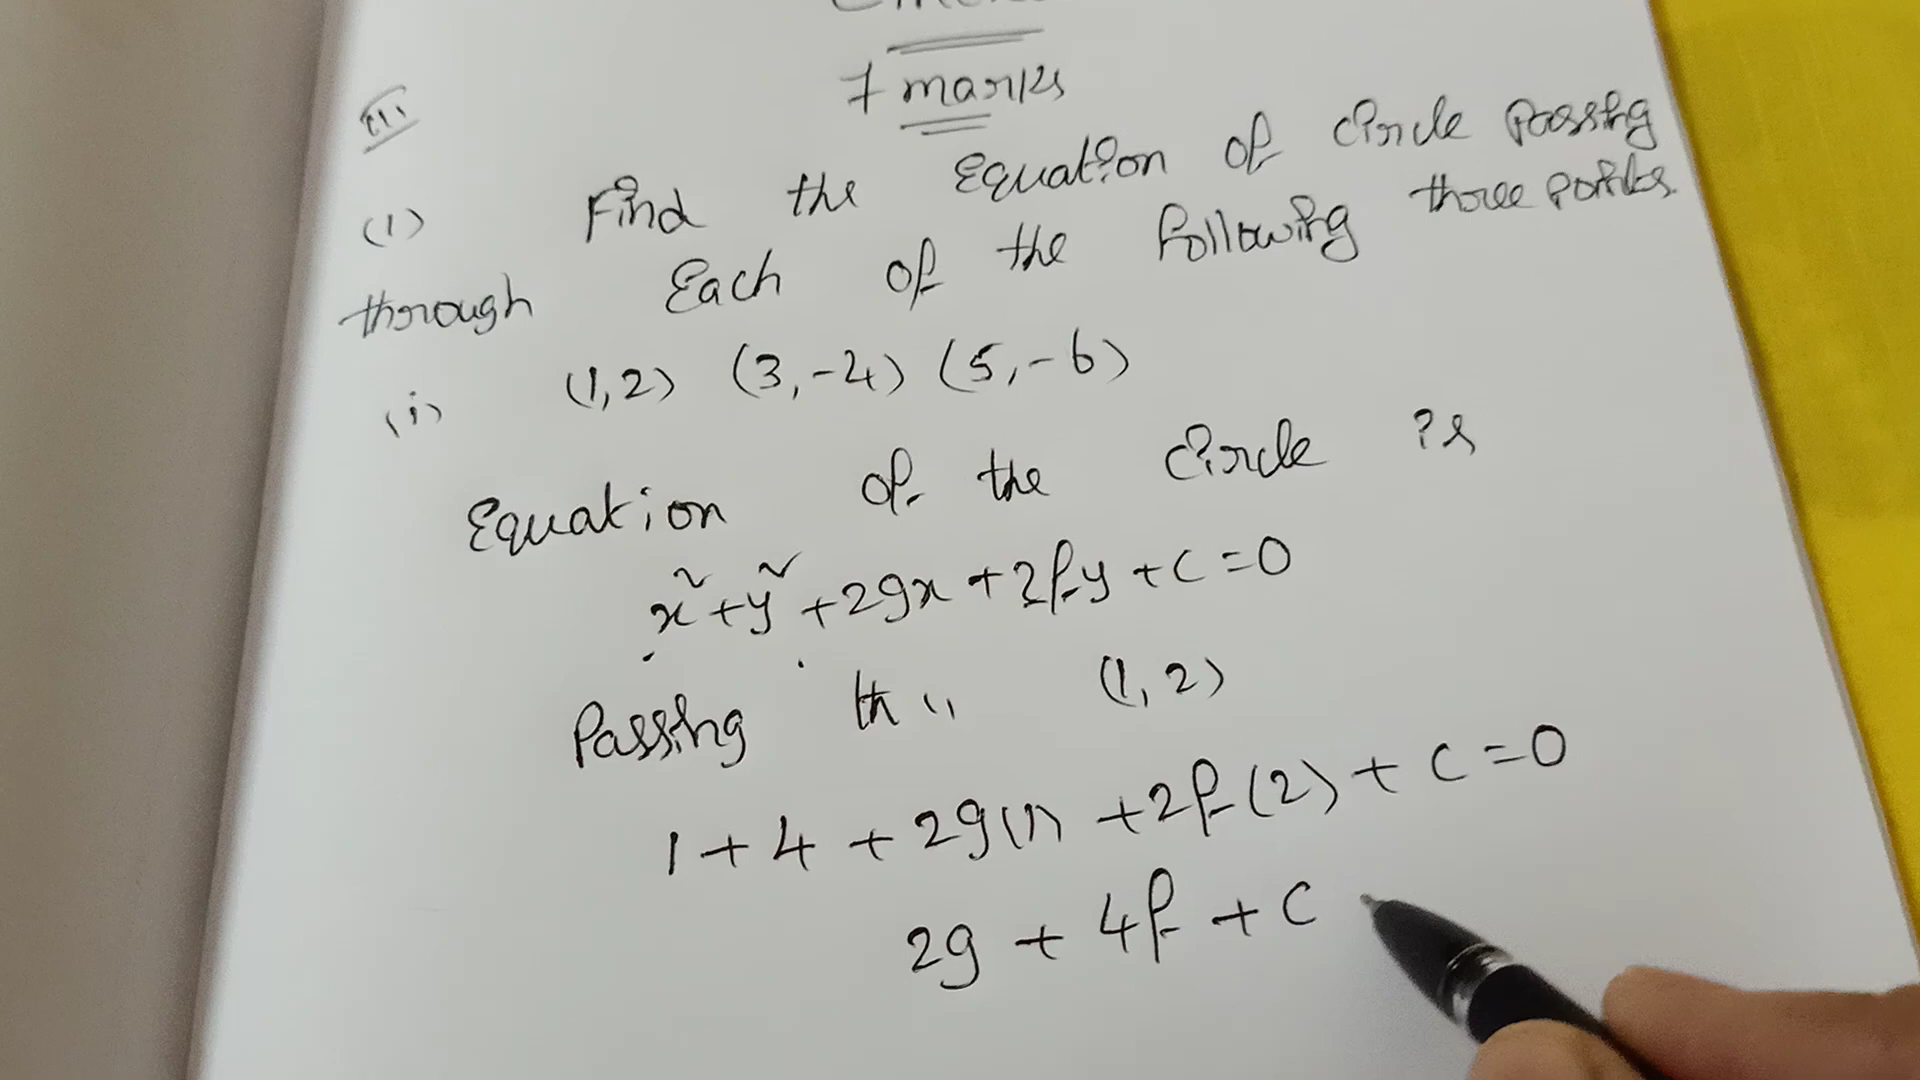 7 marks
III
(1) Find the Equation of circle Passing
through Each of the following three points.
(i) (1,2) (3,-4) (5,-6)
Equation of the circle is
x²+y²+2gx+2fy+c=0
Passing th'' (1,2)
1+4+2g(1)+2f(2)+c=0
2g+4f+c